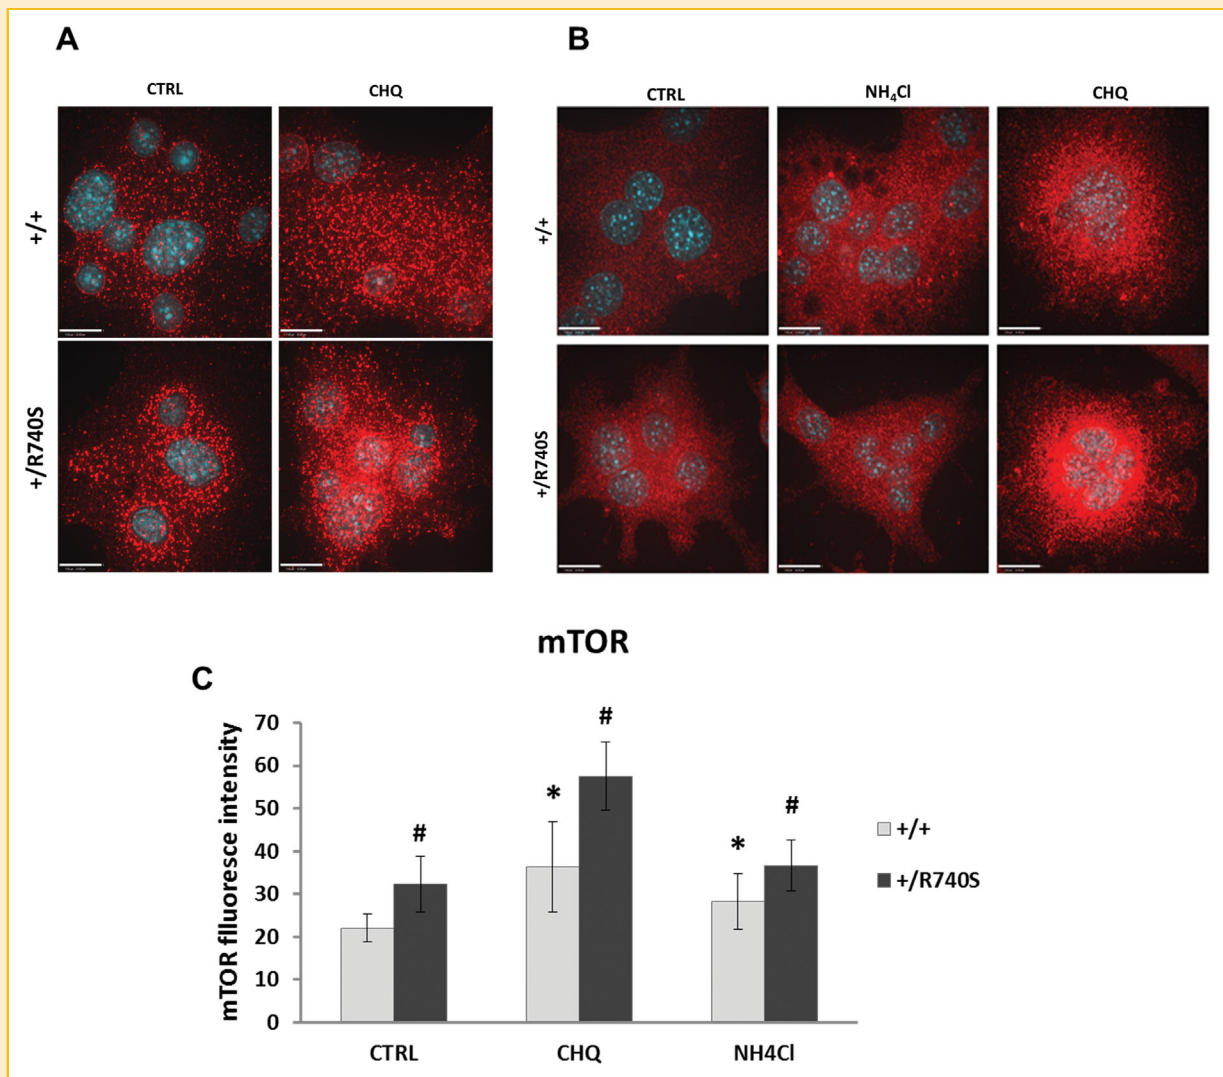 A
B
CTRL
CHQ
CTRL
NH₄Cl
CHQ
+/+
+/+
+/R740S
+/R740S
mTOR
C
mTOR flluoresce intensity
70
60
50
40
30
20
10
0
#
*
#
*
#
+/+
+/R740S
CTRL
CHQ
NH4Cl